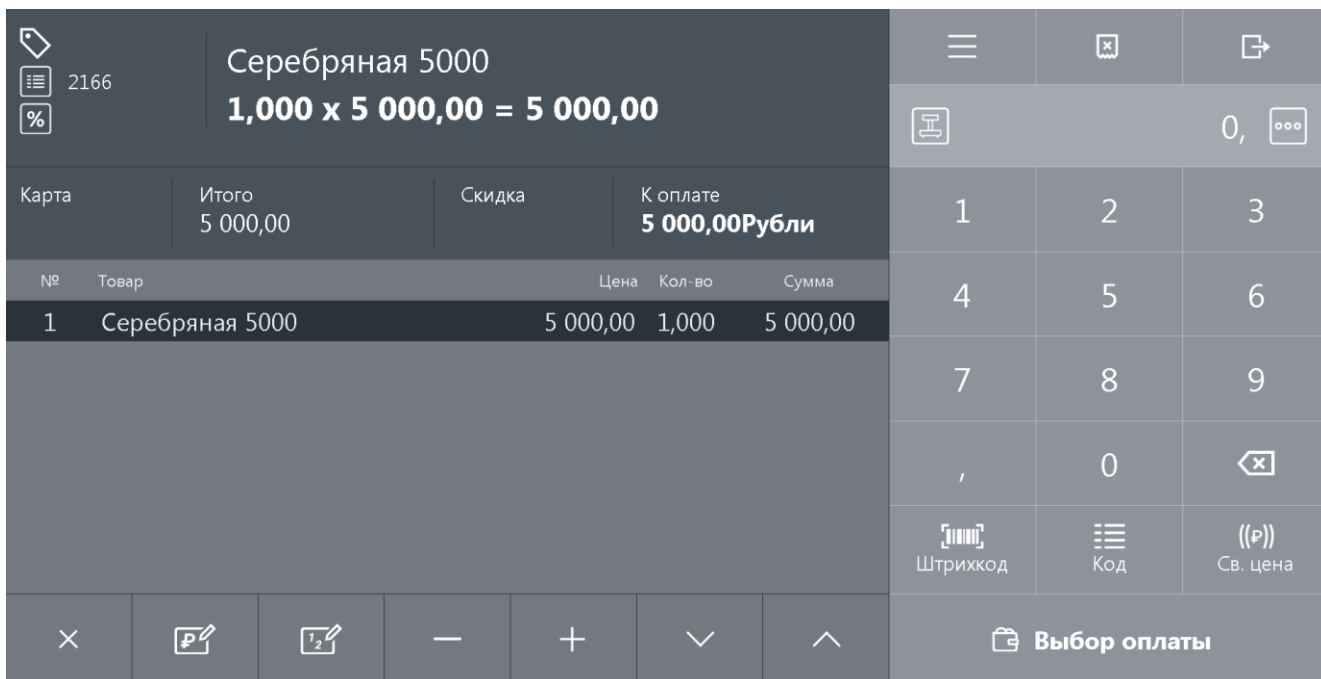 Серебряная 5000
2166
1,000 x 5 000,00 = 5 000,00
%
0,
Карта Итого Скидка К оплате
5 000,00 5 000,00Рубли
1 2 3
№ Товар Цена Кол-во Сумма
1 Серебряная 5000 5 000,00 1,000 5 000,00
4 5 6
7 8 9
, 0
Штрихкод Код ((₽)) Св. цена
× ₽ 1 2 − +
Выбор оплаты